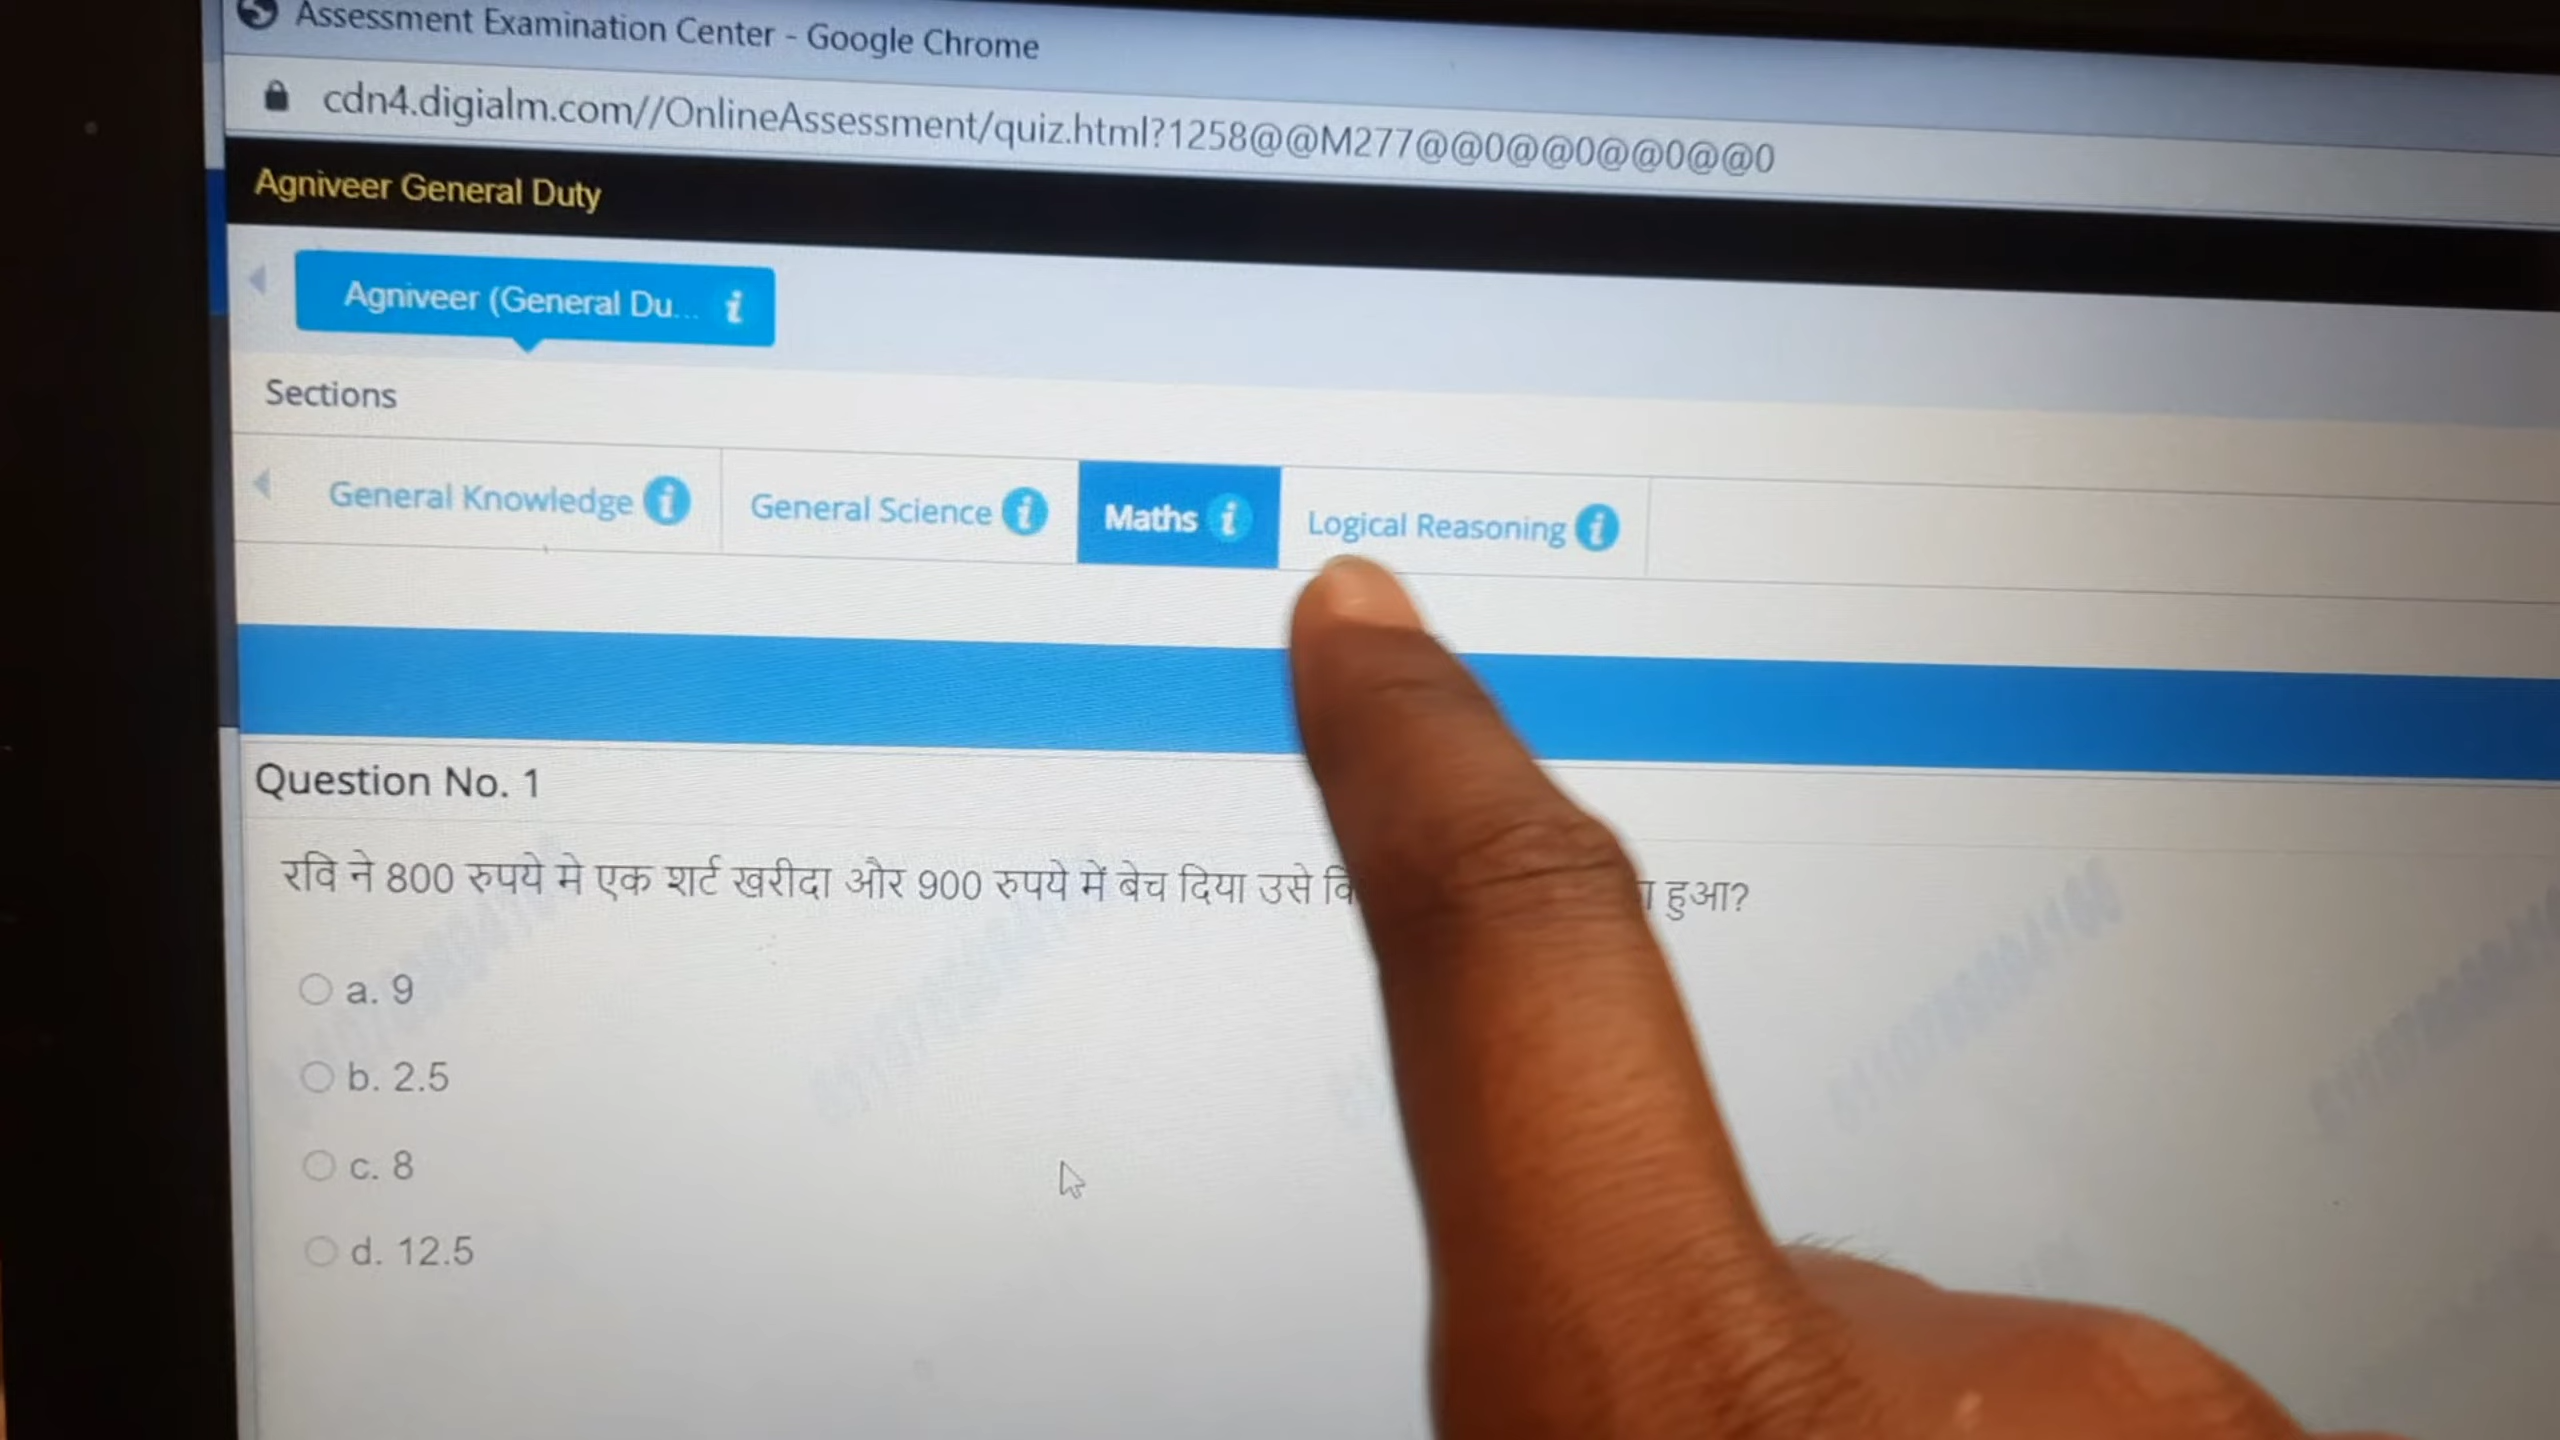 Assessment Examination Center - Google Chrome
cdn4.digialm.com//OnlineAssessment/quiz.html?1258@@M277@@0@@0@@0@@0
Agniveer General Duty
Agniveer (General Du... i
Sections
General Knowledge i General Science i Maths i Logical Reasoning i
Question No. 1
रवि ने 800 रुपये मे एक शर्ट खरीदा और 900 रुपये में बेच दिया उसे हुआ?
a. 9
b. 2.5
c. 8
d. 12.5